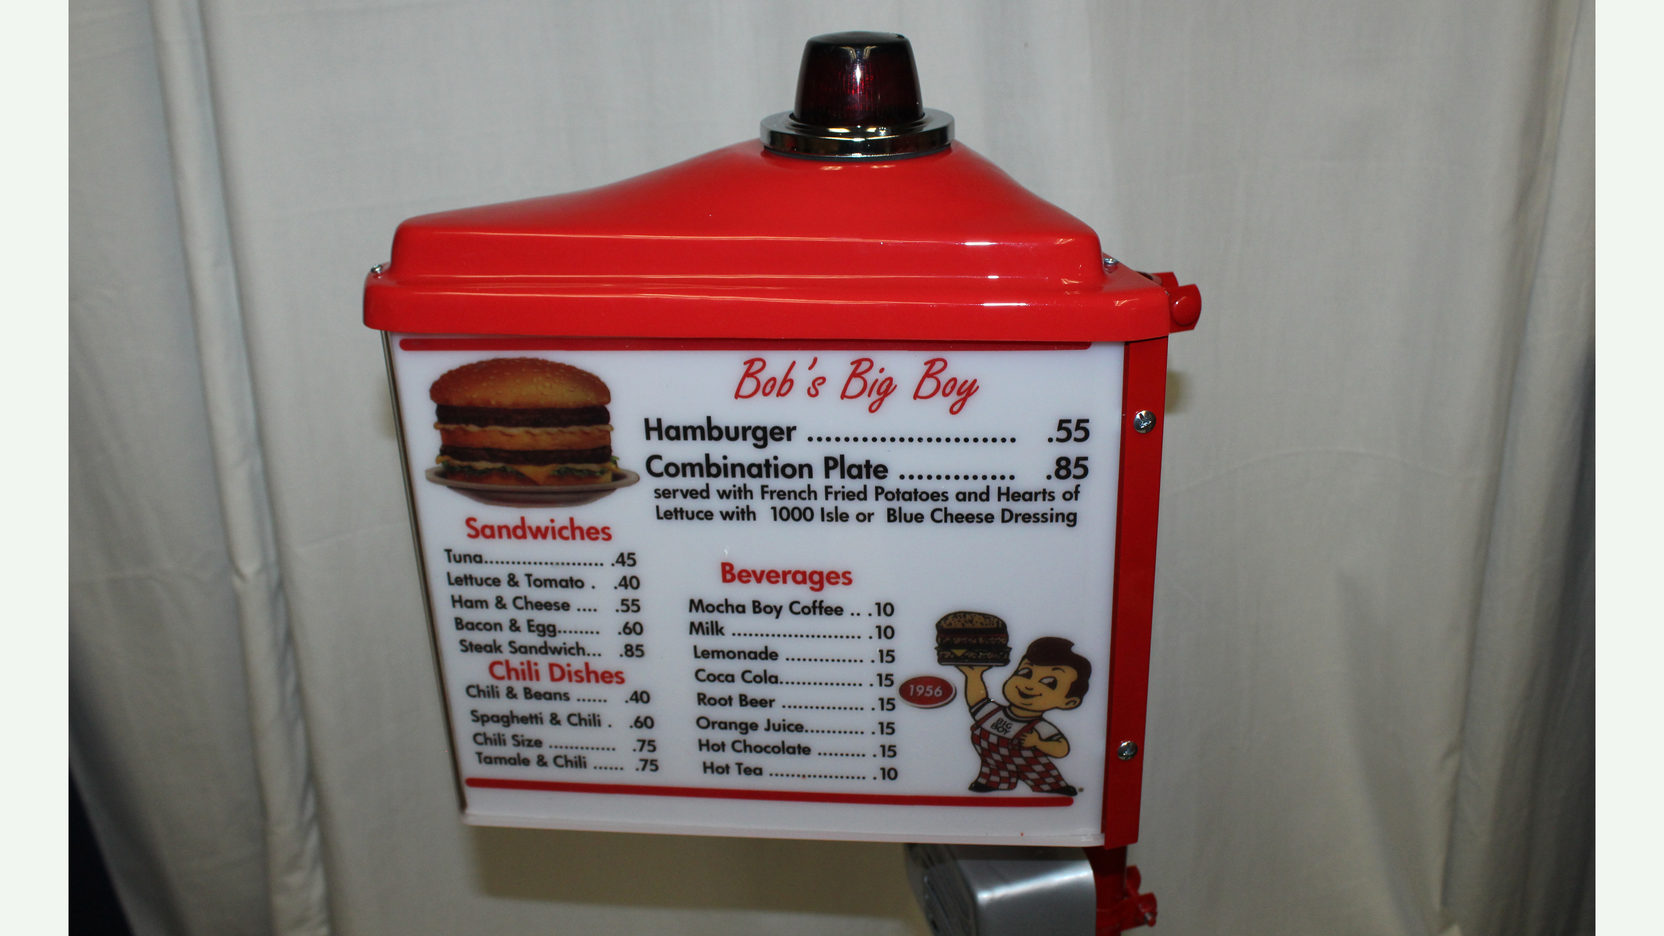 Bob's Big Boy
Hamburger ....................... .55
Combination Plate ............. .85
served with French Fried Potatoes and Hearts of
Lettuce with 1000 Isle or Blue Cheese Dressing
Sandwiches
Tuna....................... .45
Lettuce & Tomato . .40
Ham & Cheese .... .55
Bacon & Egg........ .60
Steak Sandwich... .85
Chili Dishes
Chili & Beans ...... .40
Spaghetti & Chili . .60
Chili Size ............. .75
Tamale & Chili ...... .75
Beverages
Mocha Boy Coffee .. .10
Milk ...................... .10
Lemonade ............. .15
Coca Cola.............. .15
Root Beer .............. .15
Orange Juice.......... .15
Hot Chocolate ........ .15
Hot Tea ................. .10
1956
BIG
BOY